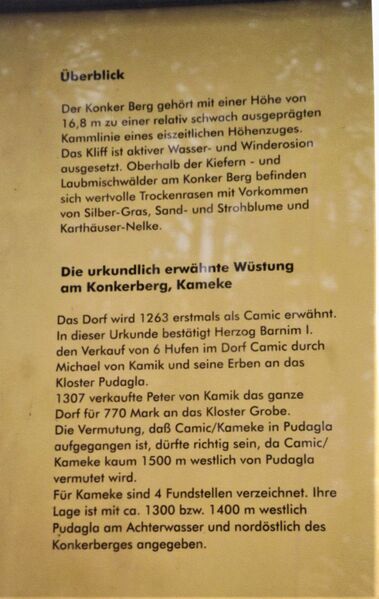 Überblick
Der Konker Berg gehört mit einer Höhe von
16,8 m zu einer relativ schwach ausgeprägten
Kammlinie eines eiszeitlichen Höhenzuges.
Das Kliff ist aktiver Wasser- und Winderosion
ausgesetzt. Oberhalb der Kiefern - und
Laubmischwälder am Konker Berg befinden
sich wertvolle Trockenrasen mit Vorkommen
von Silber-Gras, Sand- und Strohblume und
Karthäuser-Nelke.
Die urkundlich erwähnte Wüstung
am Konkerberg, Kameke
Das Dorf wird 1263 erstmals als Camic erwähnt.
In dieser Urkunde bestätigt Herzog Barnim I.
den Verkauf von 6 Hufen im Dorf Camic durch
Michael von Kamik und seine Erben an das
Kloster Pudagla.
1307 verkaufte Peter von Kamik das ganze
Dorf für 770 Mark an das Kloster Grobe.
Die Vermutung, daß Camic/Kameke in Pudagla
aufgegangen ist, dürfte richtig sein, da Camic/
Kameke kaum 1500 m westlich von Pudagla
vermutet wird.
Für Kameke sind 4 Fundstellen verzeichnet. Ihre
Lage ist mit ca. 1300 bzw. 1400 m westlich
Pudagla am Achterwasser und nordöstlich des
Konkerberges angegeben.